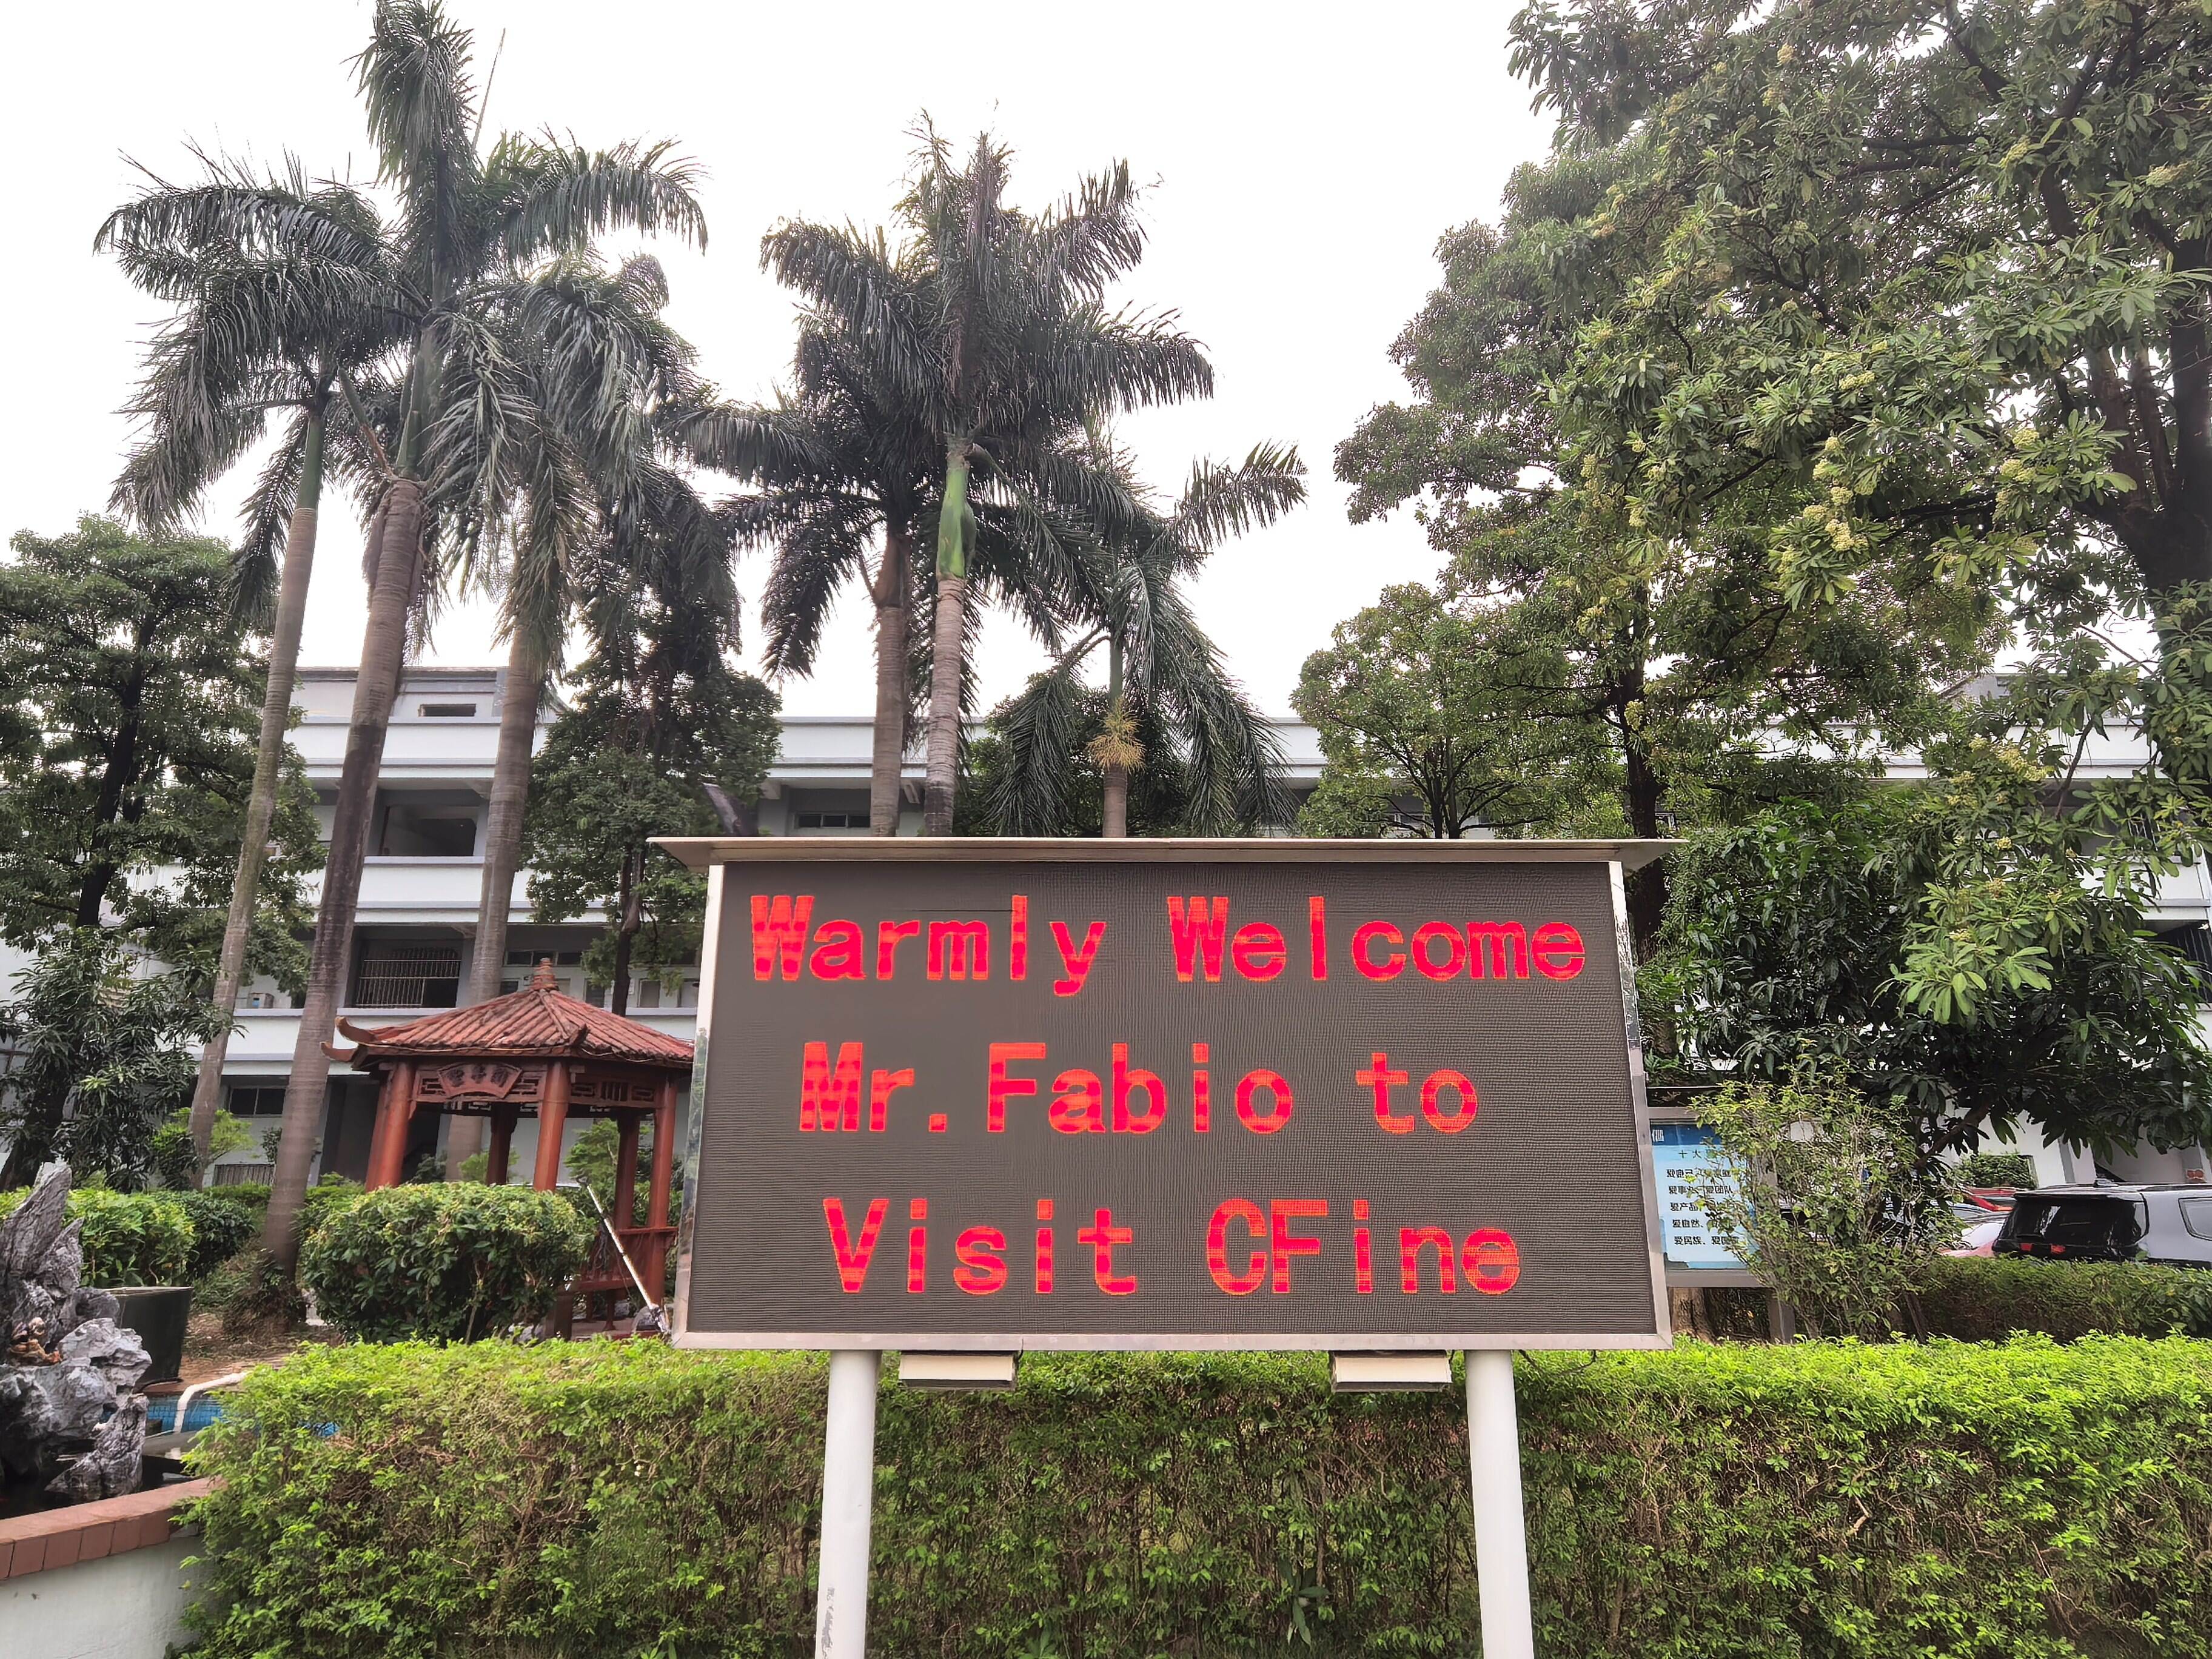 Warmly Welcome
Mr.Fabio to
Visit CFine